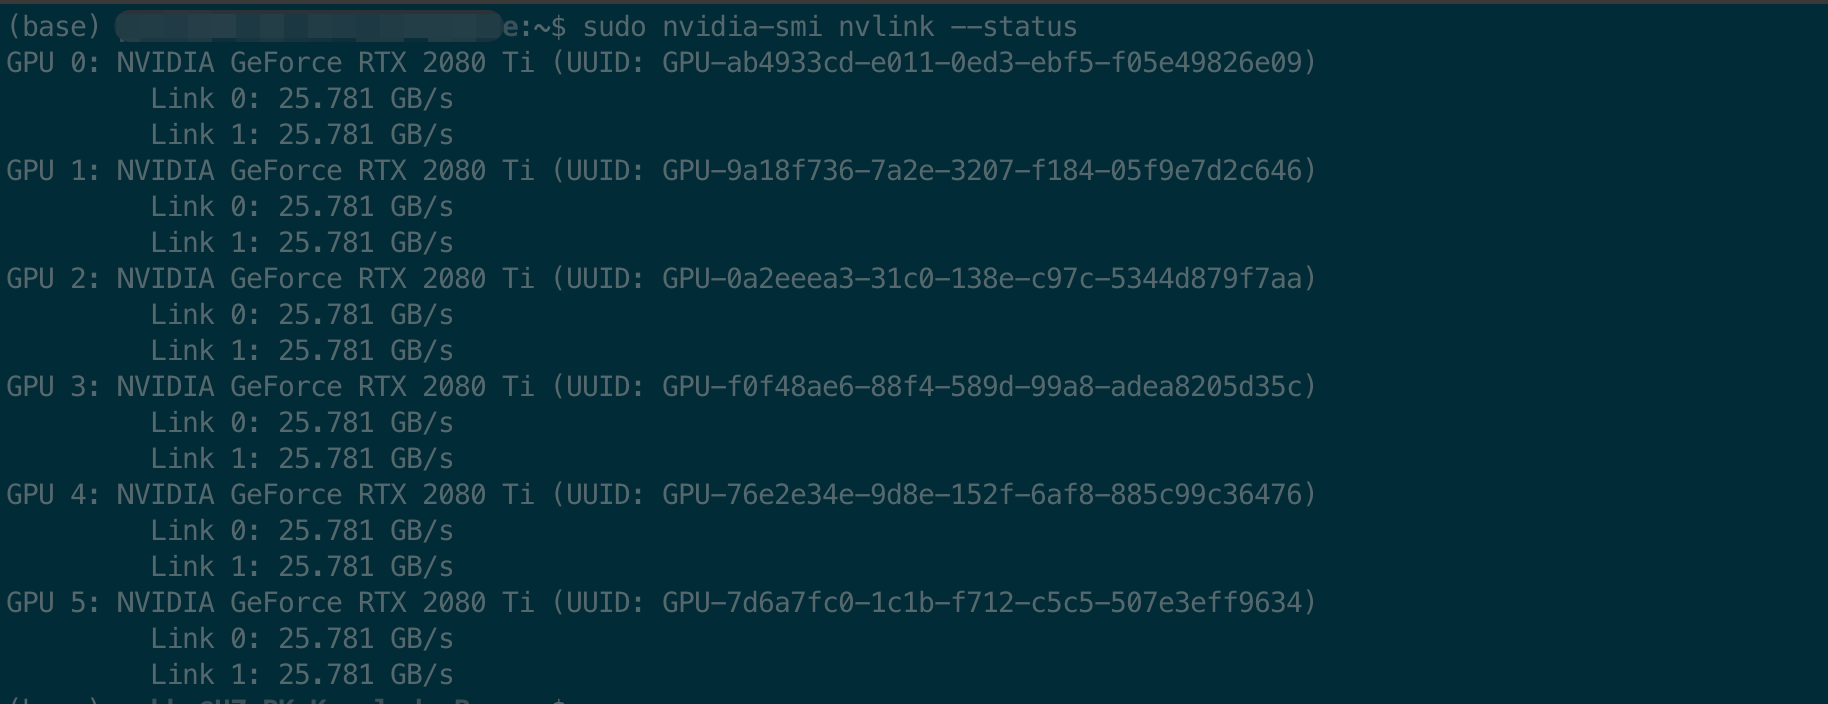 (base) e:~$ sudo nvidia-smi nvlink --status
GPU 0: NVIDIA GeForce RTX 2080 Ti (UUID: GPU-ab4933cd-e011-0ed3-ebf5-f05e49826e09)
Link 0: 25.781 GB/s
Link 1: 25.781 GB/s
GPU 1: NVIDIA GeForce RTX 2080 Ti (UUID: GPU-9a18f736-7a2e-3207-f184-05f9e7d2c646)
Link 0: 25.781 GB/s
Link 1: 25.781 GB/s
GPU 2: NVIDIA GeForce RTX 2080 Ti (UUID: GPU-0a2eeea3-31c0-138e-c97c-5344d879f7aa)
Link 0: 25.781 GB/s
Link 1: 25.781 GB/s
GPU 3: NVIDIA GeForce RTX 2080 Ti (UUID: GPU-f0f48ae6-88f4-589d-99a8-adea8205d35c)
Link 0: 25.781 GB/s
Link 1: 25.781 GB/s
GPU 4: NVIDIA GeForce RTX 2080 Ti (UUID: GPU-76e2e34e-9d8e-152f-6af8-885c99c36476)
Link 0: 25.781 GB/s
Link 1: 25.781 GB/s
GPU 5: NVIDIA GeForce RTX 2080 Ti (UUID: GPU-7d6a7fc0-1c1b-f712-c5c5-507e3eff9634)
Link 0: 25.781 GB/s
Link 1: 25.781 GB/s